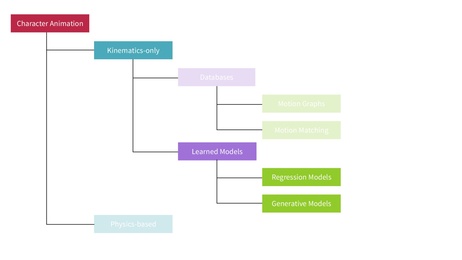 Character Animation
Kinematics-only
Databases
Motion Graphs
Motion Matching
Learned Models
Regression Models
Generative Models
Physics-based